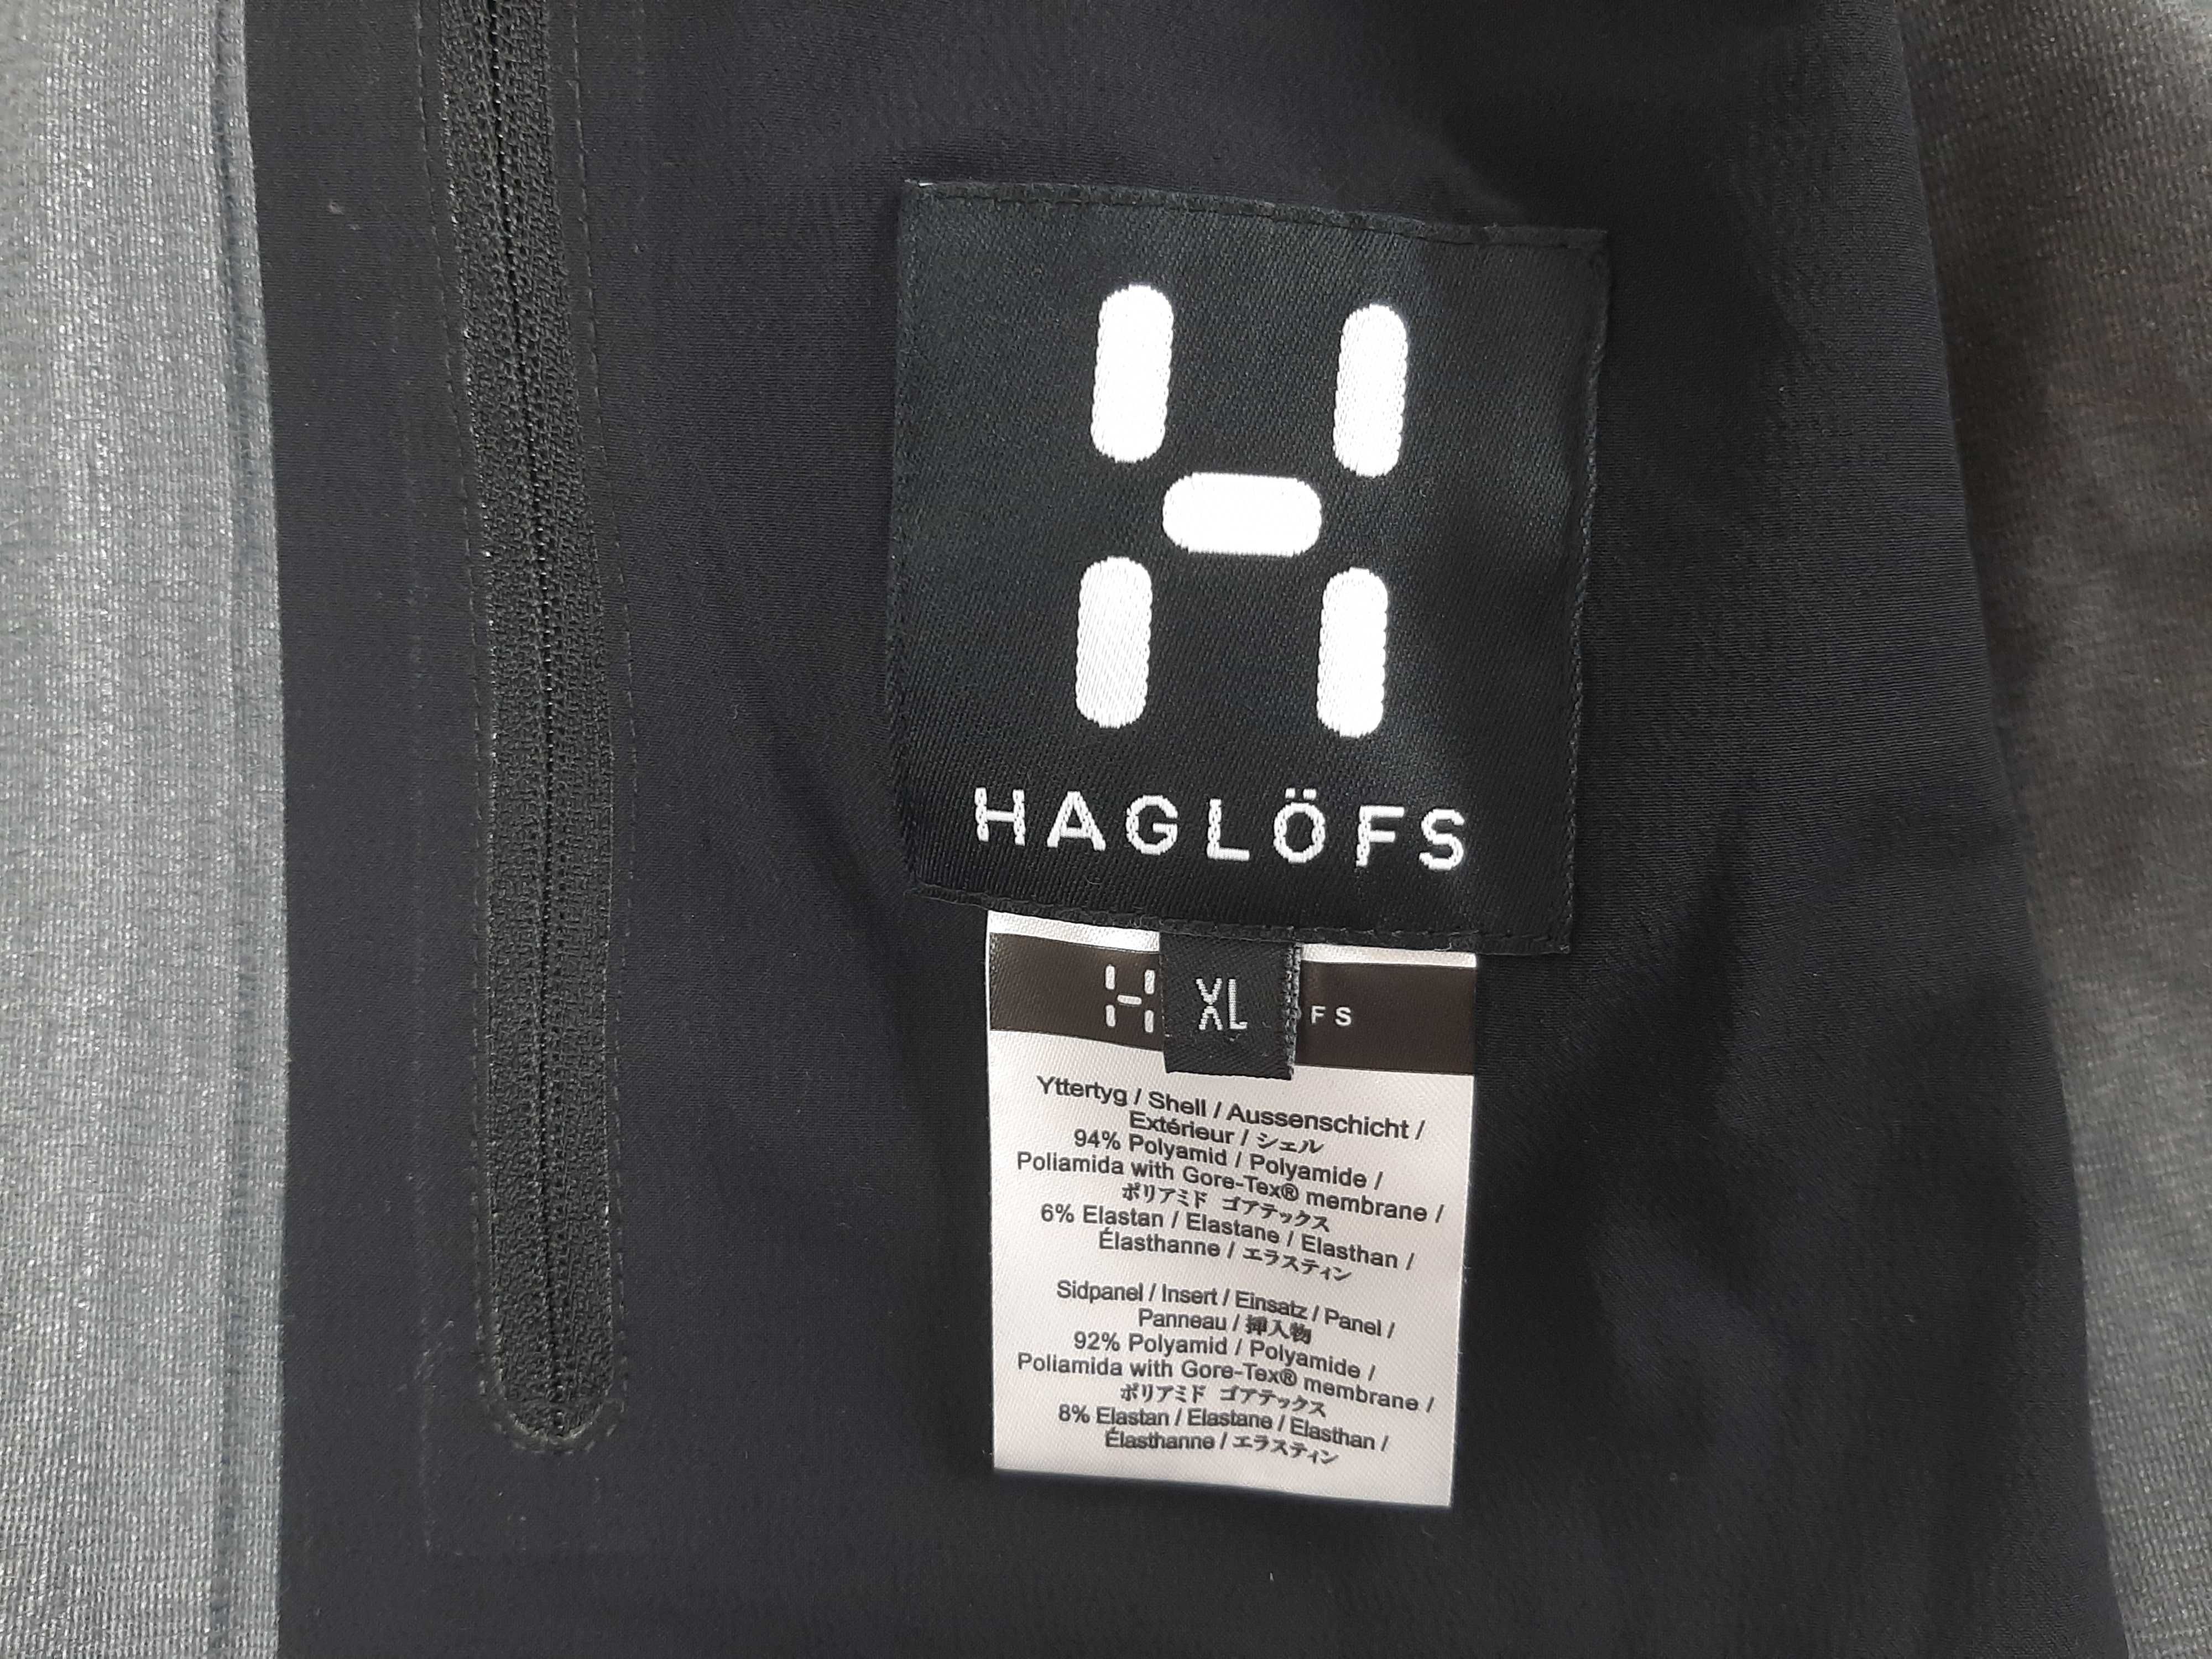 HAGLÖFS
XL
FS
Yttertyg / Shell / Aussenschicht /
Extérieur / シェル
94% Polyamid / Polyamide /
Poliamida with Gore-Tex® membrane /
ポリアミド ゴアテックス
6% Elastan / Elastane / Elasthan /
Élasthanne / エラスティン
Sidpanel / Insert / Einsatz / Panel /
Panneau / 挿入物
92% Polyamid / Polyamide /
Poliamida with Gore-Tex® membrane /
ポリアミド ゴアテックス
8% Elastan / Elastane / Elasthan /
Élasthanne / エラスティン